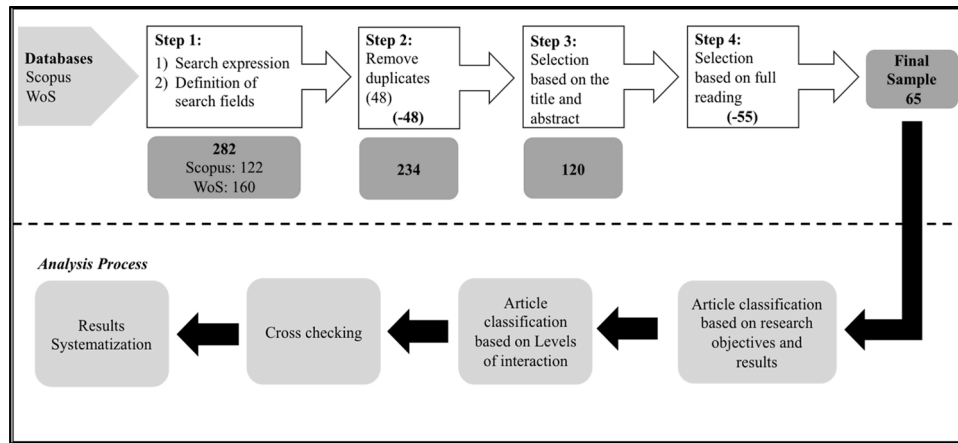 Databases
Scopus
WoS
Step 1:
1) Search expression
2) Definition of
search fields
282
Scopus: 122
WoS: 160
Step 2:
Remove
duplicates
(48)
(-48)
234
Step 3:
Selection
based on the
title and
abstract
120
Step 4:
Selection
based on full
reading
(-55)
Final
Sample
65
Analysis Process
Article classification
based on research
objectives and
results
Article
classification
based on Levels
of interaction
Cross checking
Results
Systematization